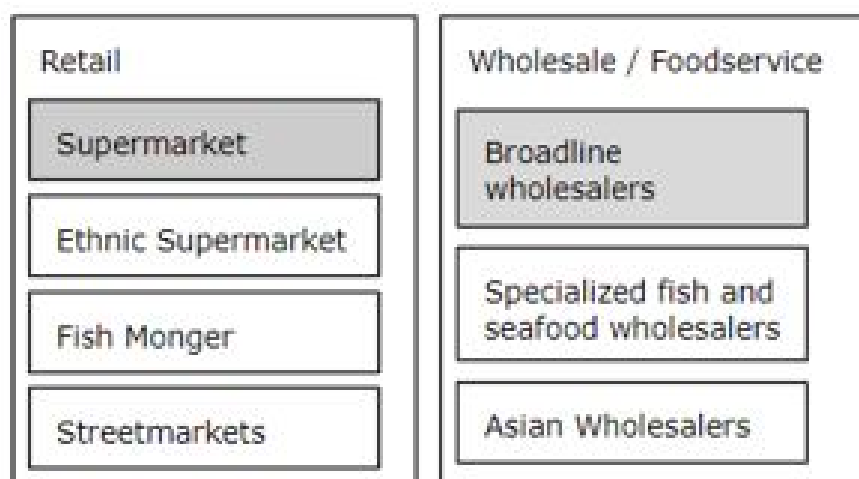 Retail
Supermarket
Ethnic Supermarket
Fish Monger
Streetmarkets
Wholesale / Foodservice
Broadline
wholesalers
Specialized fish and
seafood wholesalers
Asian Wholesalers